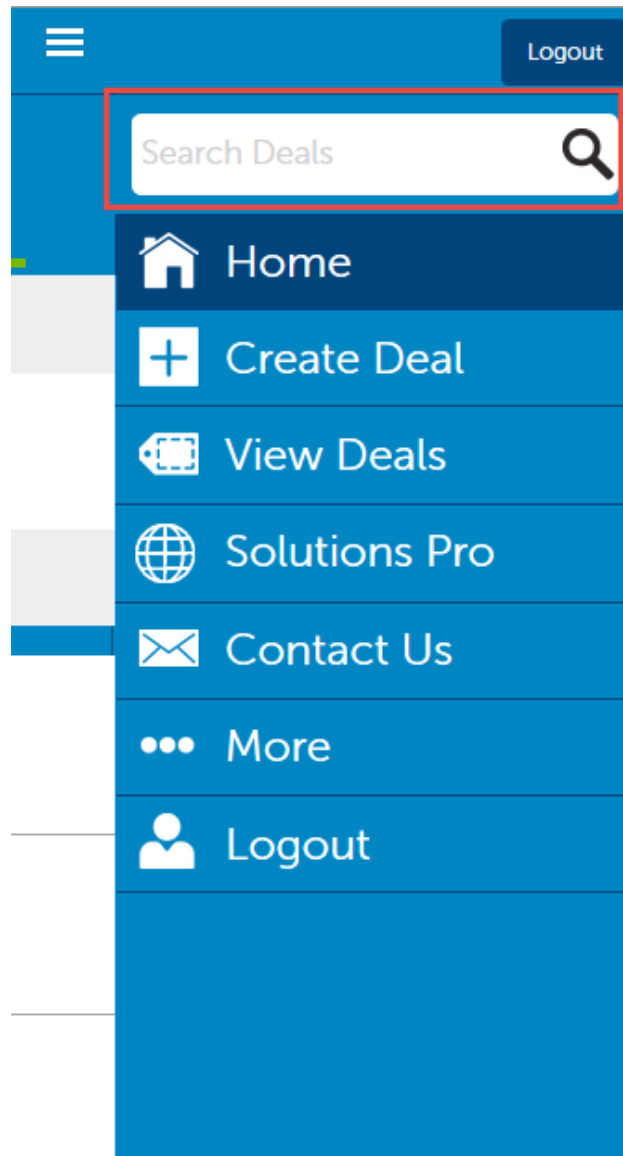 Logout
Search Deals
Home
Create Deal
View Deals
Solutions Pro
Contact Us
More
Logout